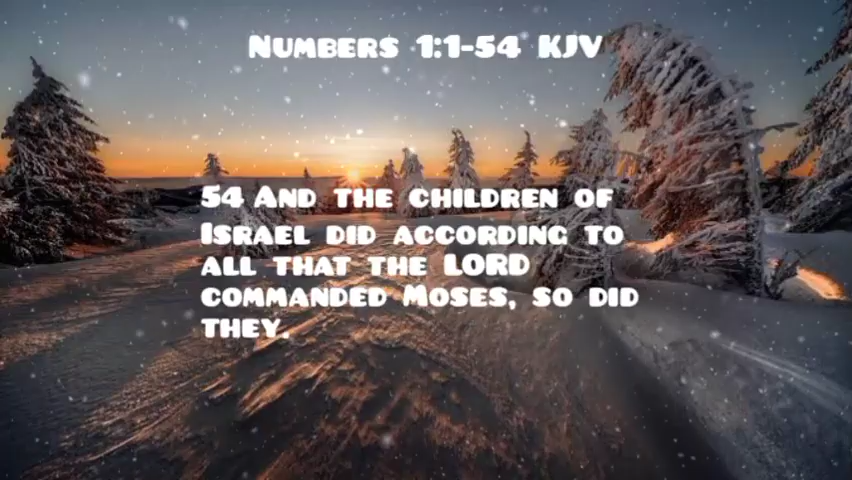 Numbers 1:1-54 KJV
54 And the children of
Israel did according to
all that the LORD
commanded Moses, so did
they.